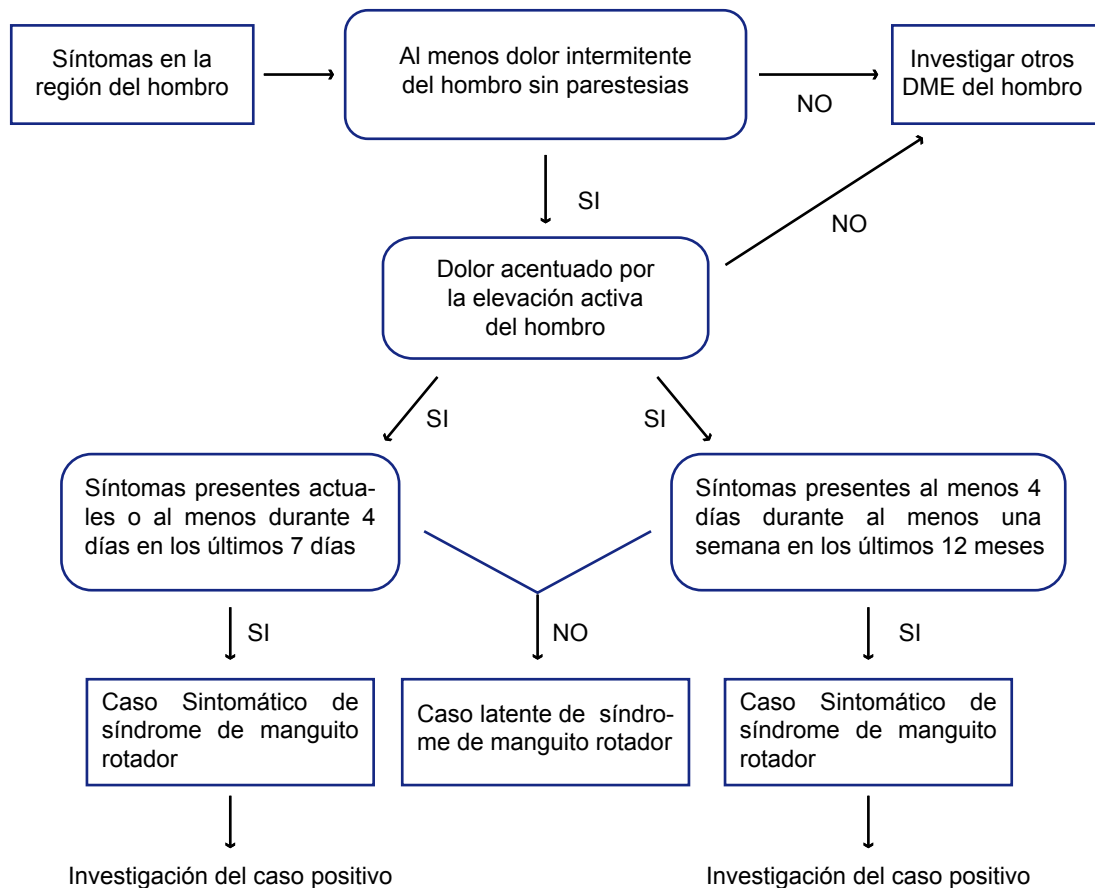 Síntomas en la
región del hombro
Al menos dolor intermitente
del hombro sin parestesias
Investigar otros
DME del hombro
NO
SI
NO
Dolor acentuado por
la elevación activa
del hombro
SI
SI
Síntomas presentes actua-
les o al menos durante 4
días en los últimos 7 días
Síntomas presentes al menos 4
días durante al menos una
semana en los últimos 12 meses
SI
NO
SI
Caso Sintomático de
síndrome de manguito
rotador
Caso latente de síndro-
me de manguito rotador
Caso Sintomático de
síndrome de manguito
rotador
Investigación del caso positivo
Investigación del caso positivo